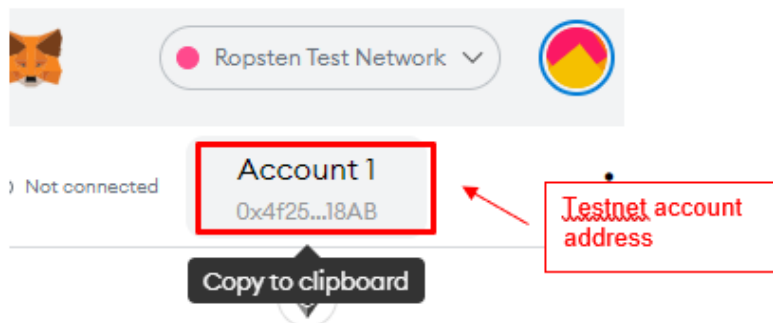 Ropsten Test Network
Not connected
Account 1
0x4f25...18AB
Testnet account
address
Copy to clipboard